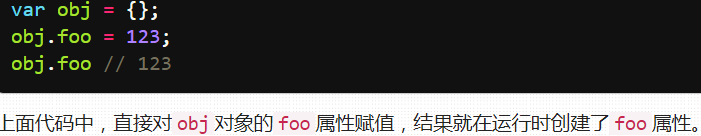 var obj = {};
obj.foo = 123;
obj.foo // 123
上面代码中，直接对 obj 对象的 foo 属性赋值，结果就在运行时创建了 foo 属性。